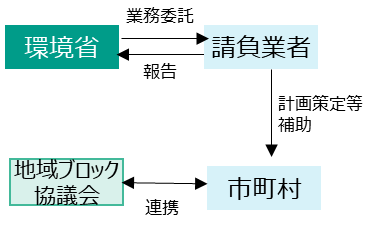 業務委託
環境省
請負業者
報告
計画策定等
補助
地域ブロック
協議会
市町村
連携